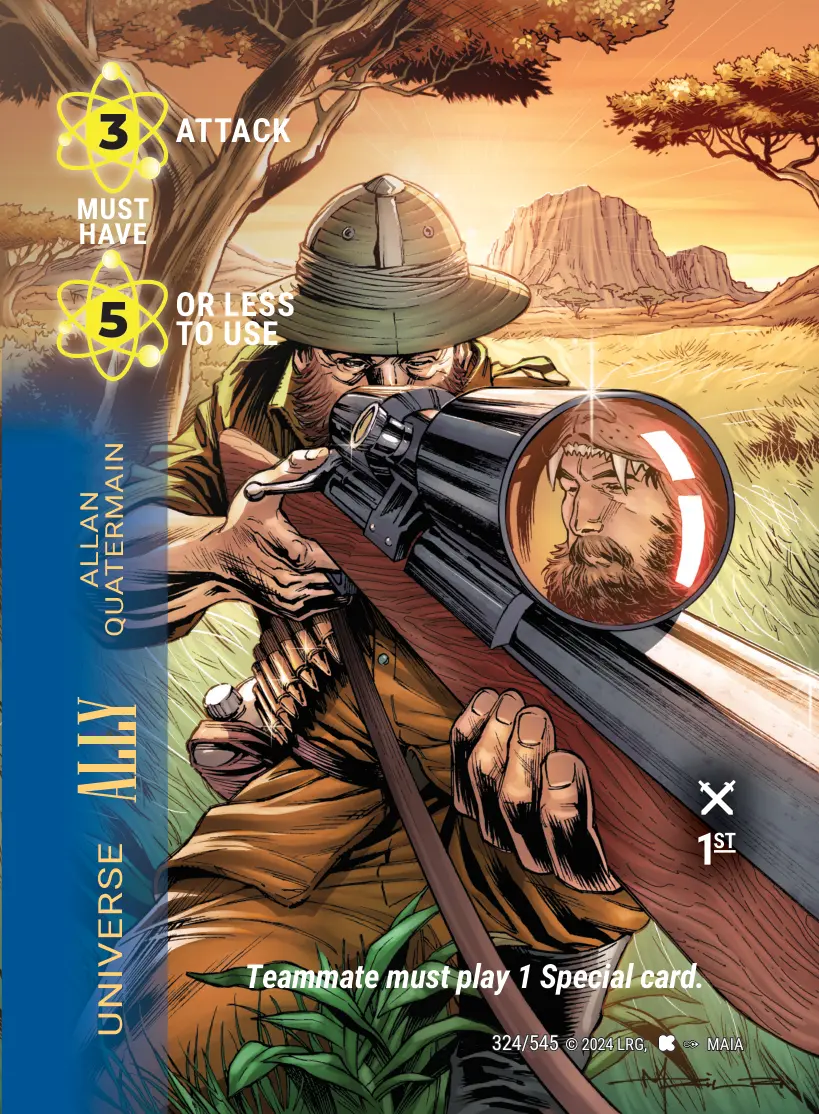 3 ATTACK
MUST
HAVE
5 OR LESS
TO USE
ALLAN
QUATERMAIN
UNIVERSE ALLY
1ST
Teammate must play 1 Special card.
324/545 © 2024 LRG, MAIA